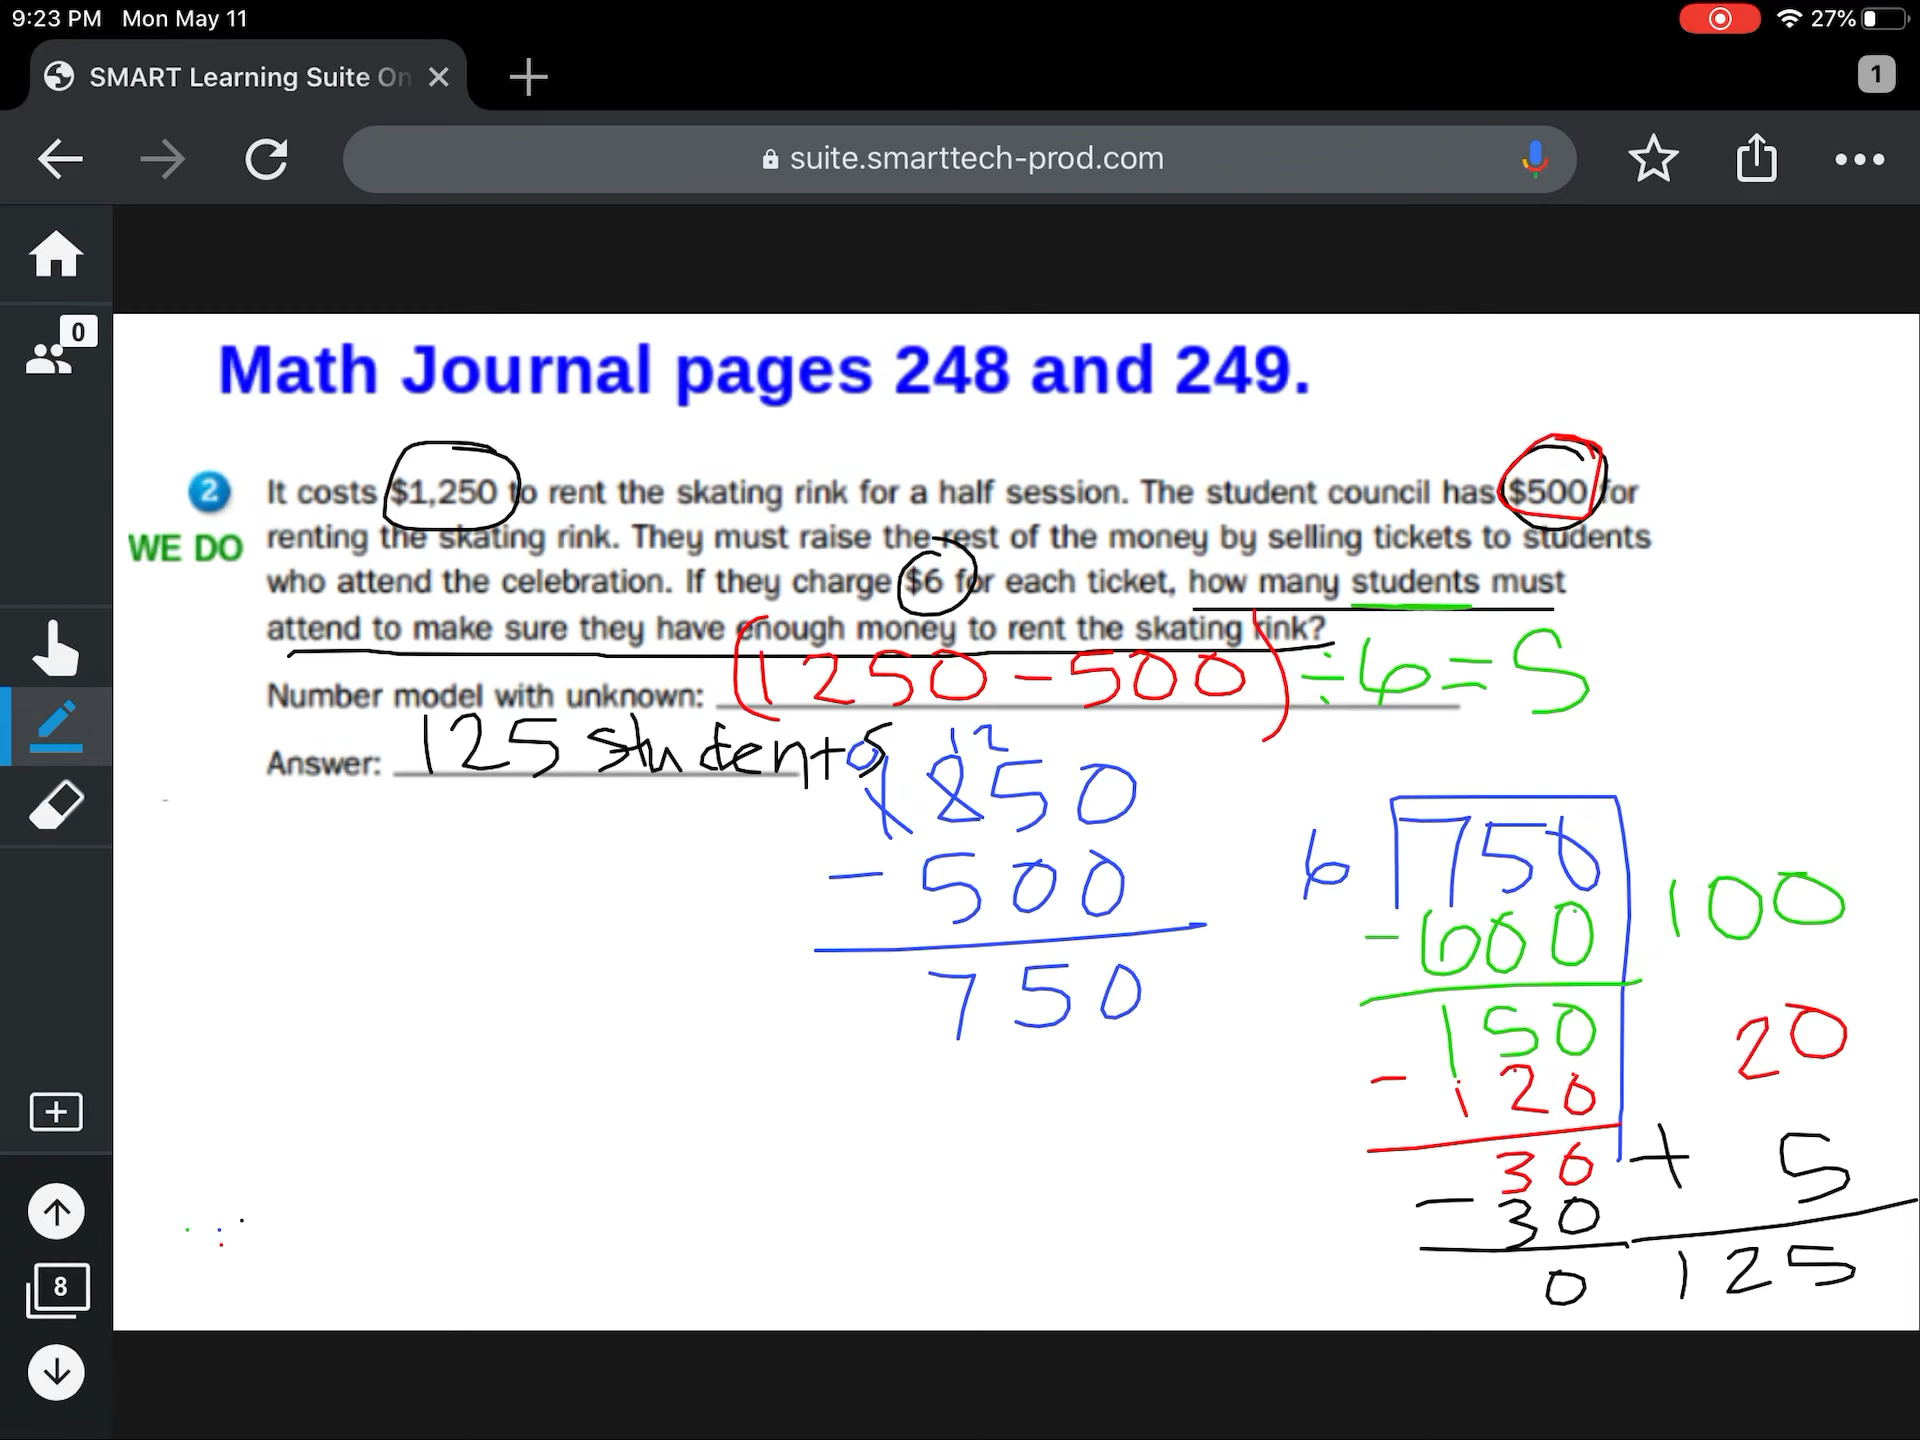 9:23 PM Mon May 11
27%
SMART Learning Suite On
1
suite.smarttech-prod.com
0
Math Journal pages 248 and 249.
2 It costs $1,250 to rent the skating rink for a half session. The student council has $500 for
WE DO renting the skating rink. They must raise the rest of the money by selling tickets to students
who attend the celebration. If they charge $6 for each ticket, how many students must
attend to make sure they have enough money to rent the skating rink?
Number model with unknown: (1250 - 500) ÷ 6 = S
Answer: 125 students
0 12
1250
- 500
750
6 750
- 600 100
150
- 120 20
30
- 30 + 5
0 125
8